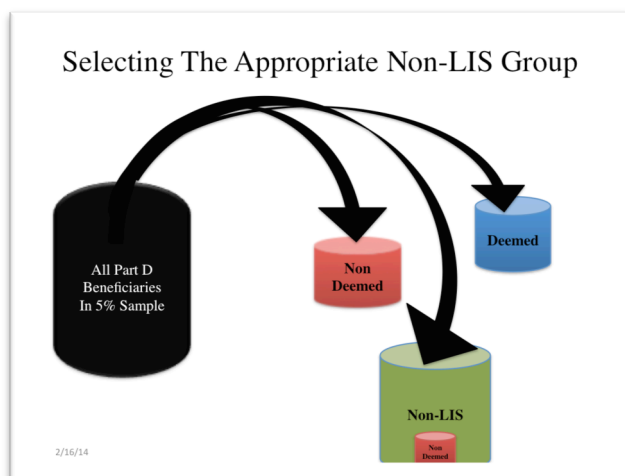 Selecting The Appropriate Non-LIS Group
All Part D
Beneficiaries
In 5% Sample
Non
Deemed
Deemed
Non-LIS
Non
Deemed
2/16/14